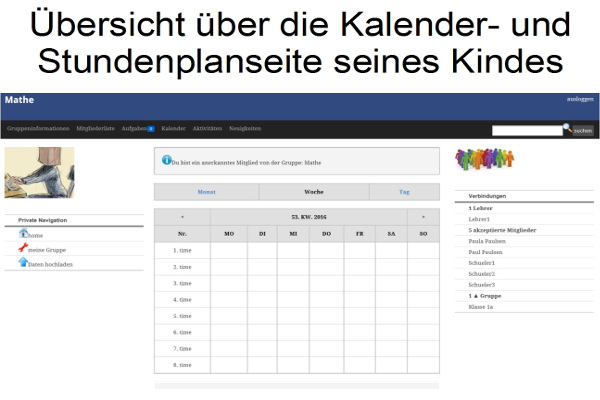 Übersicht über die Kalender- und
Stundenplanseite seines Kindes
Mathe
ausloggen
Gruppeninformationen Mitgliederliste Aufgaben Kalender Aktivitäten Neuigkeiten
suchen
Du bist ein anerkanntes Mitglied von der Gruppe: Mathe
Monat Woche Tag
Private Navigation
home
meine Gruppe
Daten hochladen
« 53. KW. 2016 »
Nr. MO DI MI DO FR SA SO
1. time
2. time
3. time
4. time
5. time
6. time
7. time
8. time
Verbindungen
1 Lehrer
Lehrer1
5 akzeptierte Mitglieder
Paula Paulsen
Paul Paulsen
Schueler1
Schueler2
Schueler3
1 ▲ Gruppe
Klasse 1a